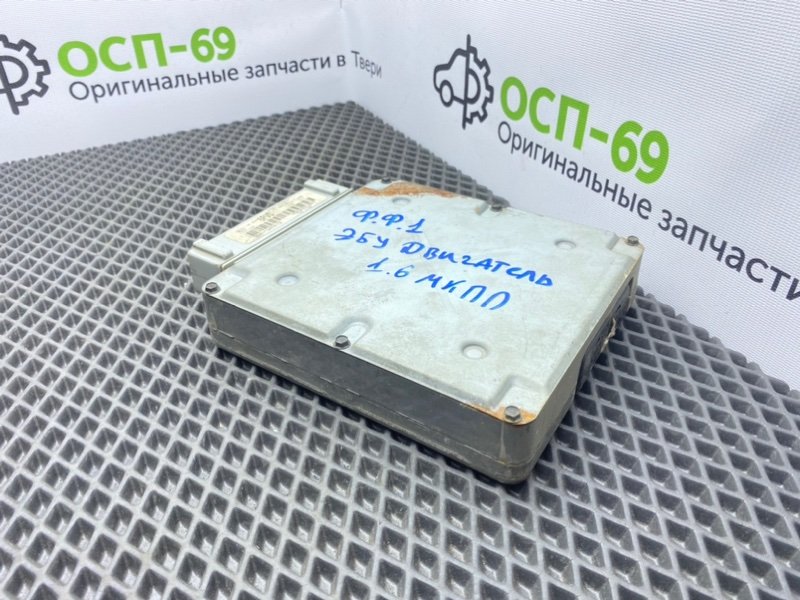 ОСП-69
Оригинальные запчасти в Твери
ОСП-69
Оригинальные запчасти
Ф.Ф.1
ЭБУ ДВИГАТЕЛЬ
1.6 МКПП